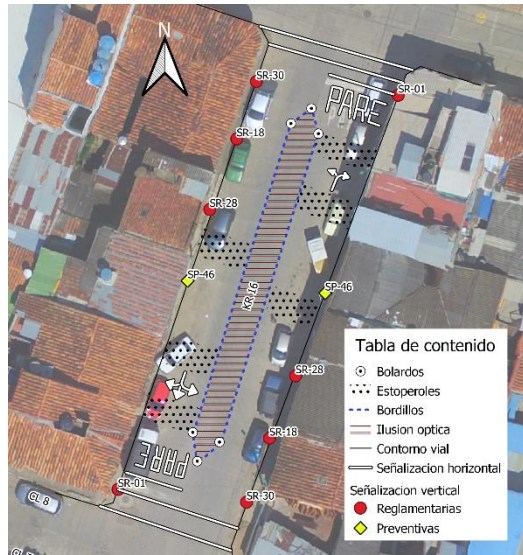 N
SR-30
SR-01
PARE
SR-18
SR-28
SP-46
SP-46
KR 16
SR-28
SR-18
PARE
SR-01
SR-30
CL 8
Tabla de contenido
Bolardos
Estoperoles
Bordillos
Ilusion optica
Contorno vial
Señalizacion horizontal
Señalizacion vertical
Reglamentarias
Preventivas